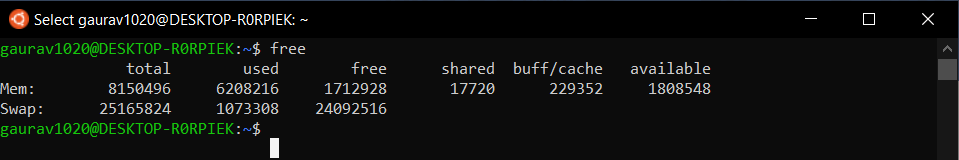 Select gaurav1020@DESKTOP-R0RPIEK: ~
gaurav1020@DESKTOP-R0RPIEK:~$ free
total used free shared buff/cache available
Mem: 8150496 6208216 1712928 17720 229352 1808548
Swap: 25165824 1073308 24092516
gaurav1020@DESKTOP-R0RPIEK:~$